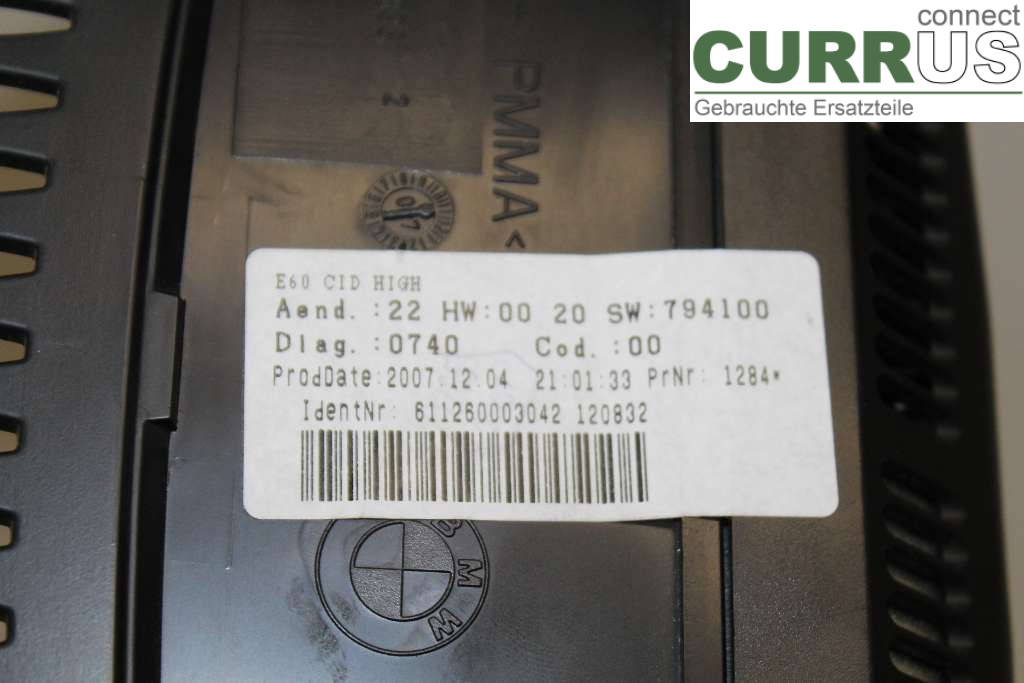 connect
CURRUS
Gebrauchte Ersatzteile
PMMA<
2
E60 CID HIGH
Aend. :22 HW:00 20 SW:794100
Diag. :0740 Cod. :00
ProdDate:2007.12.04 21:01:33 PrNr: 1284*
IdentNr: 611260003042 120832
BMW